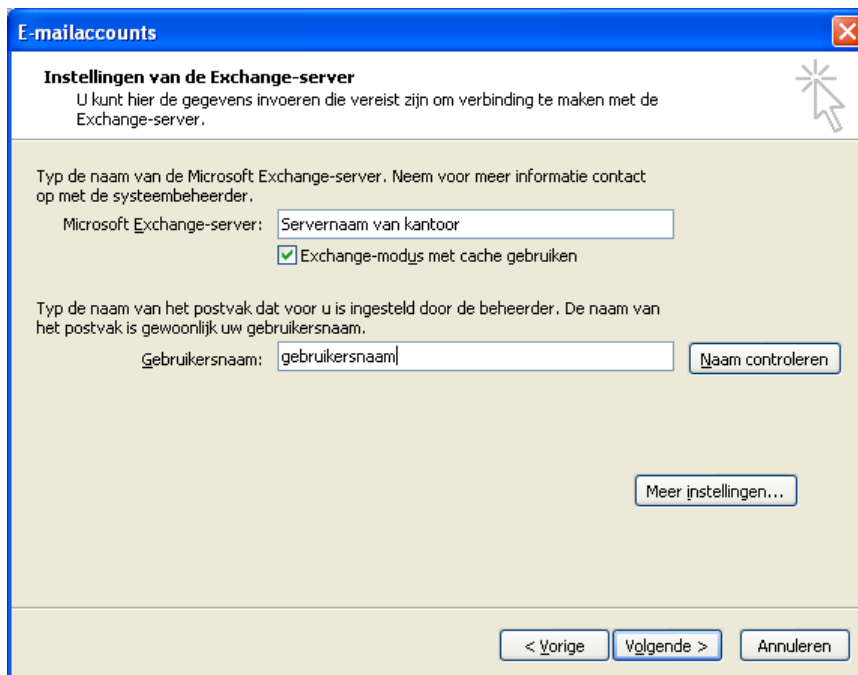 E-mailaccounts
Instellingen van de Exchange-server
U kunt hier de gegevens invoeren die vereist zijn om verbinding te maken met de
Exchange-server.
Typ de naam van de Microsoft Exchange-server. Neem voor meer informatie contact
op met de systeembeheerder.
Microsoft Exchange-server: Servernaam van kantoor
Exchange-modus met cache gebruiken
Typ de naam van het postvak dat voor u is ingesteld door de beheerder. De naam van
het postvak is gewoonlijk uw gebruikersnaam.
Gebruikersnaam: gebruikersnaam Naam controleren
Meer instellingen...
< Vorige Volgende > Annuleren